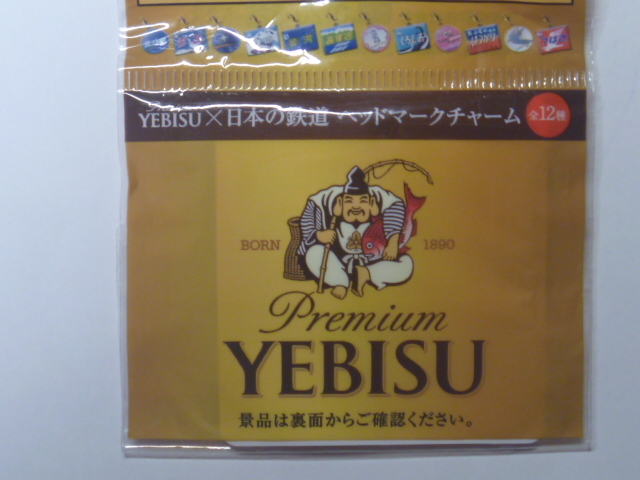 YEBISU×日本の鉄道 ヘッドマークチャーム 全12種
BORN 1890
Premium
YEBISU
景品は裏面からご確認ください。